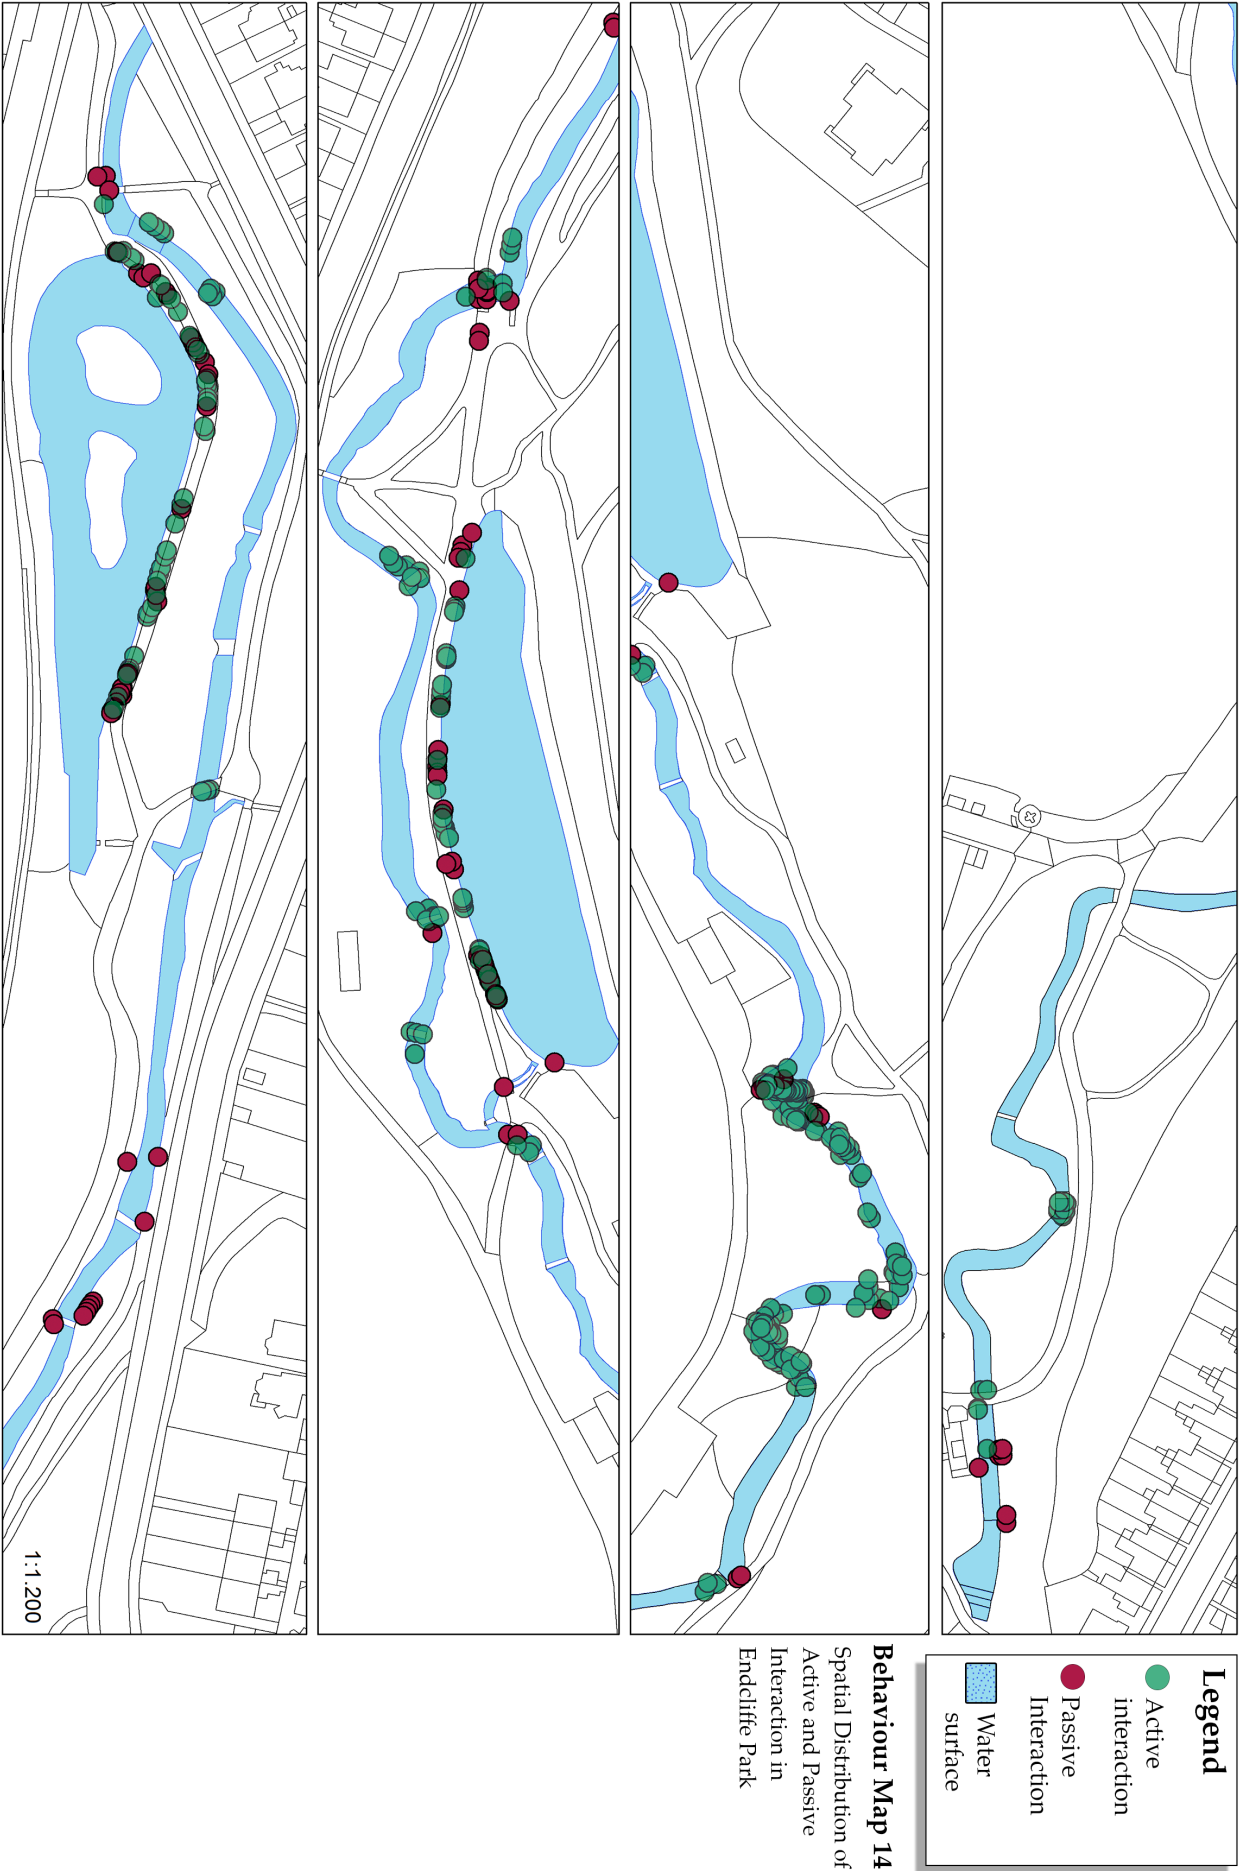 Legend
Active
interaction
Passive
Interaction
Water
surface
Behaviour Map 14
Spatial Distribution of
Active and Passive
Interaction in
Endcliffe Park
1:1.200